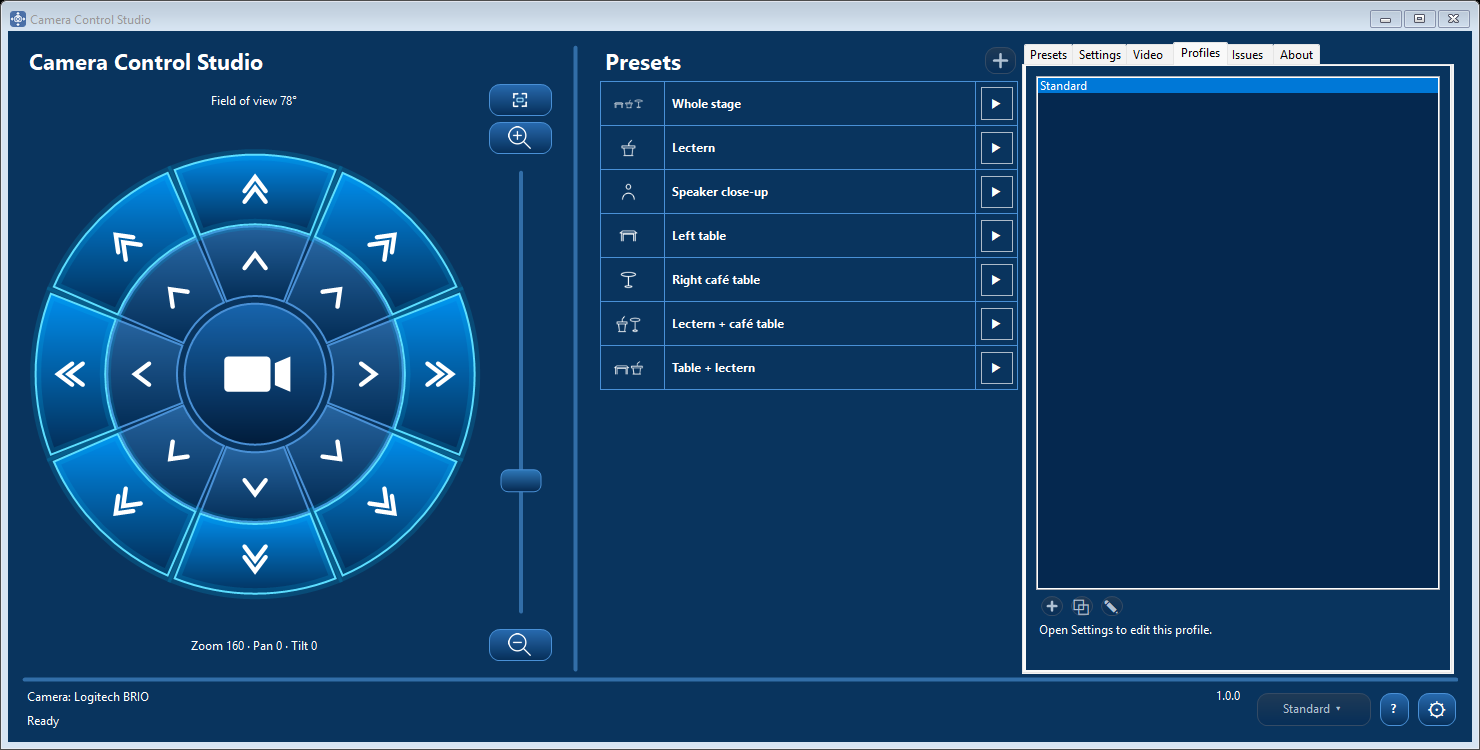 Camera Control Studio
Camera Control Studio
Field of view 78°
Zoom 160 · Pan 0 · Tilt 0
Presets
Whole stage
Lectern
Speaker close-up
Left table
Right café table
Lectern + café table
Table + lectern
Presets Settings Video Profiles Issues About
Standard
Open Settings to edit this profile.
Camera: Logitech BRIO
Ready
1.0.0
Standard
?